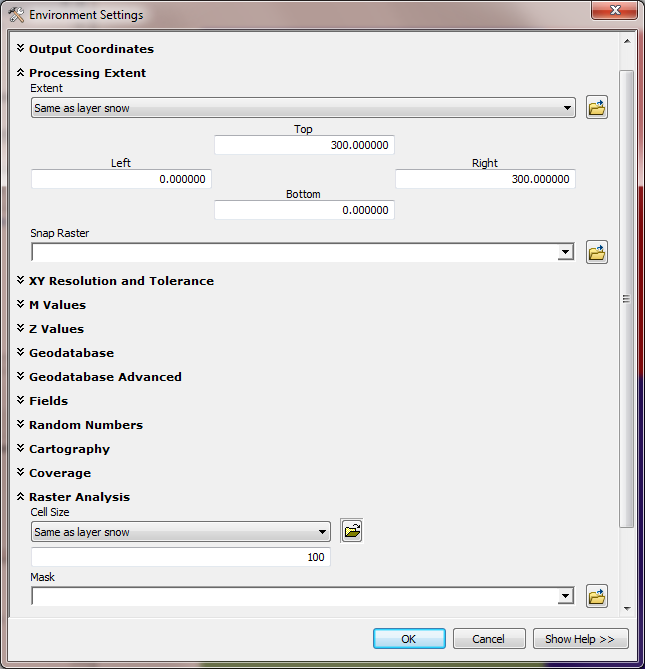 Environment Settings
Output Coordinates
Processing Extent
Extent
Same as layer snow
Top
300.000000
Left
Right
0.000000
300.000000
Bottom
0.000000
Snap Raster
XY Resolution and Tolerance
M Values
Z Values
Geodatabase
Geodatabase Advanced
Fields
Random Numbers
Cartography
Coverage
Raster Analysis
Cell Size
Same as layer snow
100
Mask
OK
Cancel
Show Help >>